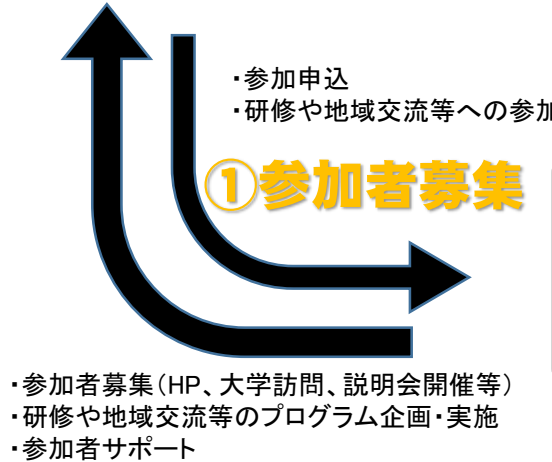 ・参加申込
・研修や地域交流等への参加
①参加者募集
・参加者募集（HP、大学訪問、説明会開催等）
・研修や地域交流等のプログラム企画・実施
・参加者サポート